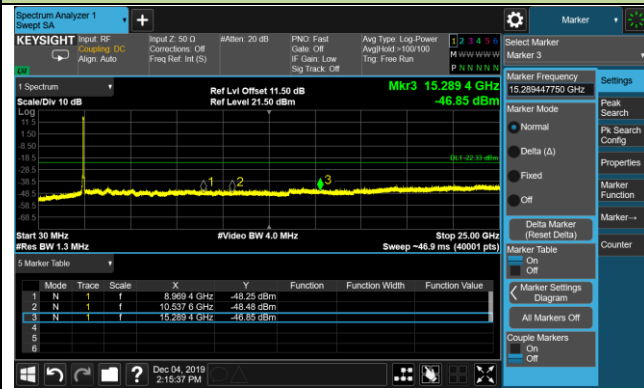 Spectrum Analyzer 1
Swept SA
Marker
KEYSIGHT
Input: RF
Coupling: DC
Align: Auto
Input Z: 50 Ω
Corrections: Off
Freq Ref: Int (S)
#Atten: 20 dB
PNO: Fast
Gate: Off
IF Gain: Low
Sig Track: Off
Avg Type: Log-Power
Avg|Hold:>100/100
Trig: Free Run
1 2 3 4 5 6
M W W W W W
P N N N N N
Select Marker
Marker 3
1 Spectrum
Scale/Div 10 dB
Ref Lvl Offset 11.50 dB
Ref Level 21.50 dBm
Mkr3 15.289 4 GHz
-46.85 dBm
Log
11.5
1.50
-8.50
-18.5
-28.5
-38.5
-48.5
-58.5
-68.5
DL1 -22.53 dBm
1
2
3
Start 30 MHz
#Res BW 1.3 MHz
#Video BW 4.0 MHz
Stop 25.00 GHz
Sweep ~46.9 ms (40001 pts)
5 Marker Table
Mode Trace Scale X Y Function Function Width Function Value
1 N 1 f 8.969 4 GHz -48.25 dBm
2 N 1 f 10.537 6 GHz -48.48 dBm
3 N 1 f 15.289 4 GHz -46.85 dBm
4
5
6
Marker Frequency
15.289447750 GHz
Marker Mode
Normal
Delta (Δ)
Fixed
Off
Delta Marker
(Reset Delta)
Marker Table
On
Off
Marker Settings
Diagram
All Markers Off
Couple Markers
On
Off
Settings
Peak
Search
Pk Search
Config
Properties
Marker
Function
Marker→
Counter
Dec 04, 2019
2:15:37 PM